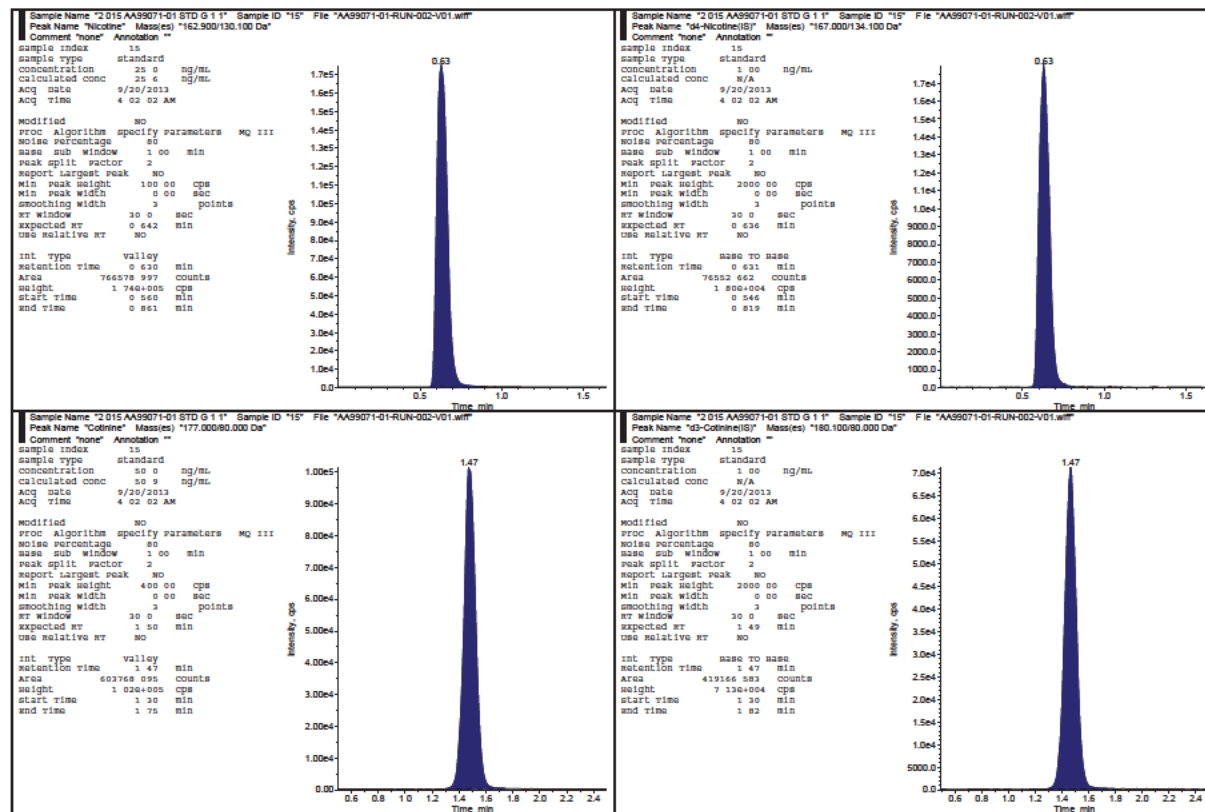 Sample Name "2 015 AA99071-01 STD G 1 1" Sample ID "15" File "AA99071-01-RUN-002-V01.wiff"
Peak Name "Nicotine" Mass(es) "162.900/130.100 Da"
Comment "none" Annotation ""
Sample Index 15
Sample Type Standard
Concentration 25 0 ng/mL
Calculated Conc 25 6 ng/mL
Acq Date 9/20/2013
Acq Time 4 02 02 AM
Modified NO
Proc Algorithm Specify Parameters MQ III
Noise Percentage 80
Base Sub Window 1 00 min
Peak Split Factor 2
Report Largest Peak NO
Min Peak Height 100 00 cps
Min Peak Width 0 00 sec
Smoothing Width 3 points
RT Window 30 0 sec
Expected RT 0 642 min
Use Relative RT NO
Int Type Valley
Retention Time 0 630 min
Area 766578 997 counts
Height 1 74e+005 cps
Start Time 0 560 min
End Time 0 861 min
0.63
1.7e5
1.6e5
1.5e5
1.4e5
1.3e5
1.2e5
1.1e5
1.0e5
9.0e4
8.0e4
7.0e4
6.0e4
5.0e4
4.0e4
3.0e4
2.0e4
1.0e4
0.0
Intensity, cps
0.5 1.0 1.5
Time min
Sample Name "2 015 AA99071-01 STD G 1 1" Sample ID "15" F le "AA99071-01-RUN-002-V01.wiff"
Peak Name "d4-Nicotine(IS)" Mass(es) "167.000/134.100 Da"
Comment "none" Annotation ""
Sample Index 15
Sample Type Standard
Concentration 1 00 ng/mL
Calculated Conc N/A
Acq Date 9/20/2013
Acq Time 4 02 02 AM
Modified NO
Proc Algorithm Specify Parameters MQ III
Noise Percentage 80
Base Sub Window 1 00 min
Peak Split Factor 2
Report Largest Peak NO
Min Peak Height 2000 00 cps
Min Peak Width 0 00 sec
Smoothing Width 3 points
RT Window 30 0 sec
Expected RT 0 636 min
Use Relative RT NO
Int Type Base To Base
Retention Time 0 631 min
Area 76552 662 counts
Height 1 80e+004 cps
Start Time 0 546 min
End Time 0 819 min
0.63
1.7e4
1.6e4
1.5e4
1.4e4
1.3e4
1.2e4
1.1e4
1.0e4
9000.0
8000.0
7000.0
6000.0
5000.0
4000.0
3000.0
2000.0
1000.0
0.0
Intensity, cps
0.5 1.0 1.5
Time min
Sample Name "2 015 AA99071-01 STD G 1 1" Sample ID "15" File "AA99071-01-RUN-002-V01.wiff"
Peak Name "Cotinine" Mass(es) "177.000/80.000 Da"
Comment "none" Annotation ""
Sample Index 15
Sample Type Standard
Concentration 50 0 ng/mL
Calculated Conc 50 9 ng/mL
Acq Date 9/20/2013
Acq Time 4 02 02 AM
Modified NO
Proc Algorithm Specify Parameters MQ III
Noise Percentage 80
Base Sub Window 1 00 min
Peak Split Factor 2
Report Largest Peak NO
Min Peak Height 400 00 cps
Min Peak Width 0 00 sec
Smoothing Width 3 points
RT Window 30 0 sec
Expected RT 1 50 min
Use Relative RT NO
Int Type Valley
Retention Time 1 47 min
Area 603768 095 counts
Height 1 02e+005 cps
Start Time 1 30 min
End Time 1 75 min
1.47
1.00e5
9.00e4
8.00e4
7.00e4
6.00e4
5.00e4
4.00e4
3.00e4
2.00e4
1.00e4
0.00
Intensity, cps
0.6 0.8 1.0 1.2 1.4 1.6 1.8 2.0 2.2 2.4
Time min
Sample Name "2 015 AA99071-01 STD G 1 1" Sample ID "15" F le "AA99071-01-RUN-002-V01.wiff"
Peak Name "d3-Cotinine(IS)" Mass(es) "180.100/80.000 Da"
Comment "none" Annotation ""
Sample Index 15
Sample Type Standard
Concentration 1 00 ng/mL
Calculated Conc N/A
Acq Date 9/20/2013
Acq Time 4 02 02 AM
Modified NO
Proc Algorithm Specify Parameters MQ III
Noise Percentage 80
Base Sub Window 1 00 min
Peak Split Factor 2
Report Largest Peak NO
Min Peak Height 2000 00 cps
Min Peak Width 0 00 sec
Smoothing Width 3 points
RT Window 30 0 sec
Expected RT 1 49 min
Use Relative RT NO
Int Type Base To Base
Retention Time 1 47 min
Area 419166 583 counts
Height 7 13e+004 cps
Start Time 1 30 min
End Time 1 82 min
1.47
7.0e4
6.5e4
6.0e4
5.5e4
5.0e4
4.5e4
4.0e4
3.5e4
3.0e4
2.5e4
2.0e4
1.5e4
1.0e4
5000.0
0.0
Intensity, cps
0.6 0.8 1.0 1.2 1.4 1.6 1.8 2.0 2.2 2.4
Time min